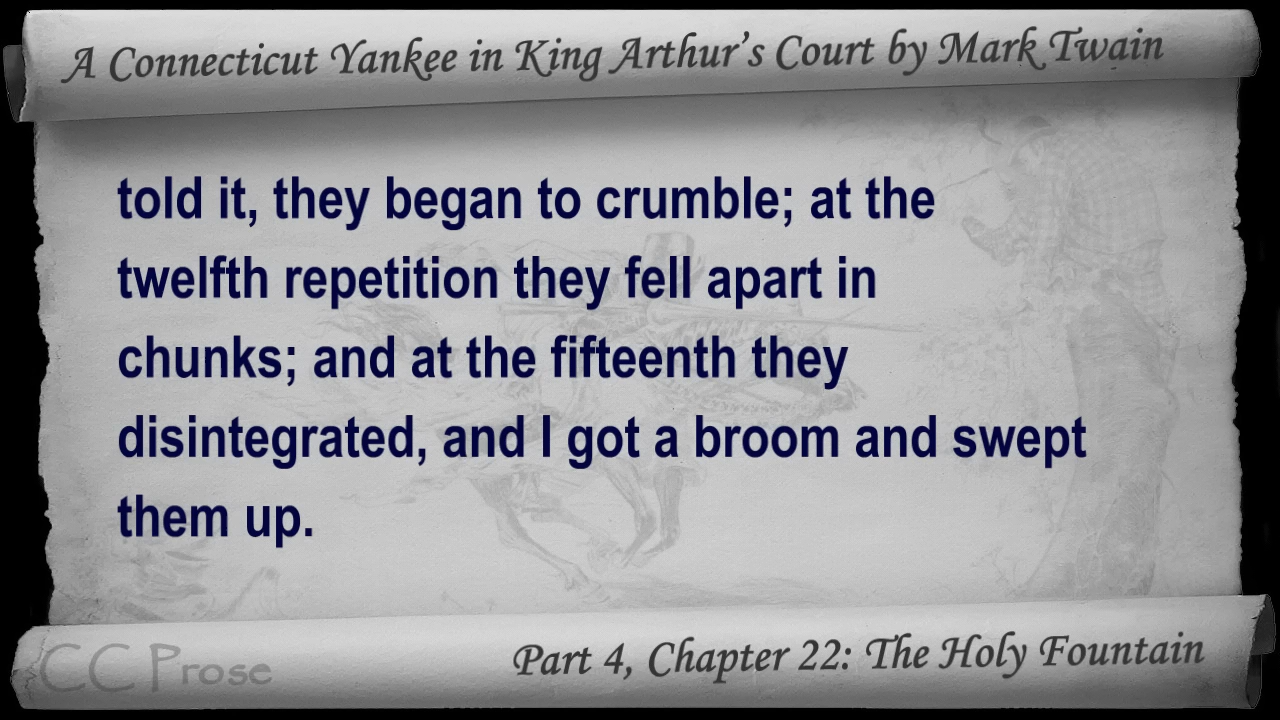 A Connecticut Yankee in King Arthur's Court by Mark Twain
told it, they began to crumble; at the
twelfth repetition they fell apart in
chunks; and at the fifteenth they
disintegrated, and I got a broom and swept
them up.
CC Prose
Part 4, Chapter 22: The Holy Fountain